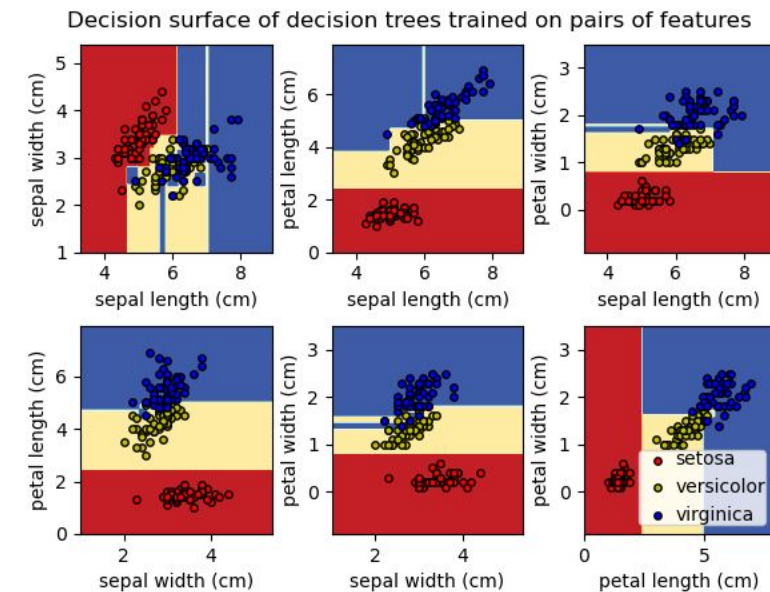 Decision surface of decision trees trained on pairs of features
5
4
3
2
1
sepal width (cm)
4
6
8
sepal length (cm)
6
4
2
0
petal length (cm)
4
6
8
sepal length (cm)
3
2
1
0
petal width (cm)
4
6
8
sepal length (cm)
6
4
2
0
petal length (cm)
2
4
sepal width (cm)
3
2
1
0
petal width (cm)
2
4
sepal width (cm)
3
2
1
0
petal width (cm)
0
5
petal length (cm)
setosa
versicolor
virginica